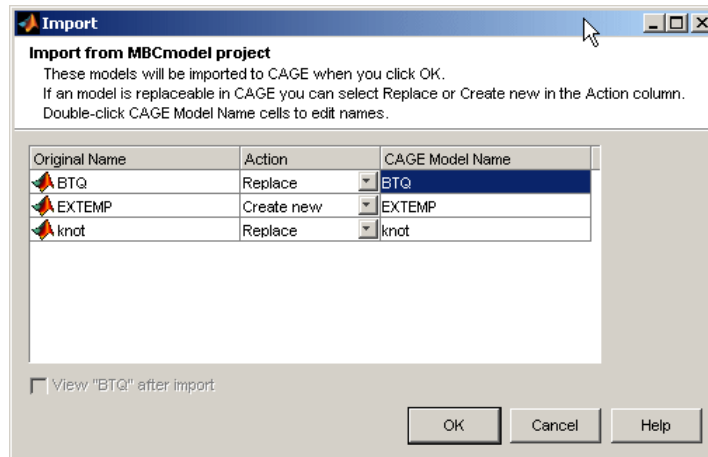 Import
Import from MBCmodel project
These models will be imported to CAGE when you click OK.
If an model is replaceable in CAGE you can select Replace or Create new in the Action column.
Double-click CAGE Model Name cells to edit names.
Original Name Action CAGE Model Name
BTQ Replace BTQ
EXTEMP Create new EXTEMP
knot Replace knot
View "BTQ" after import
OK Cancel Help